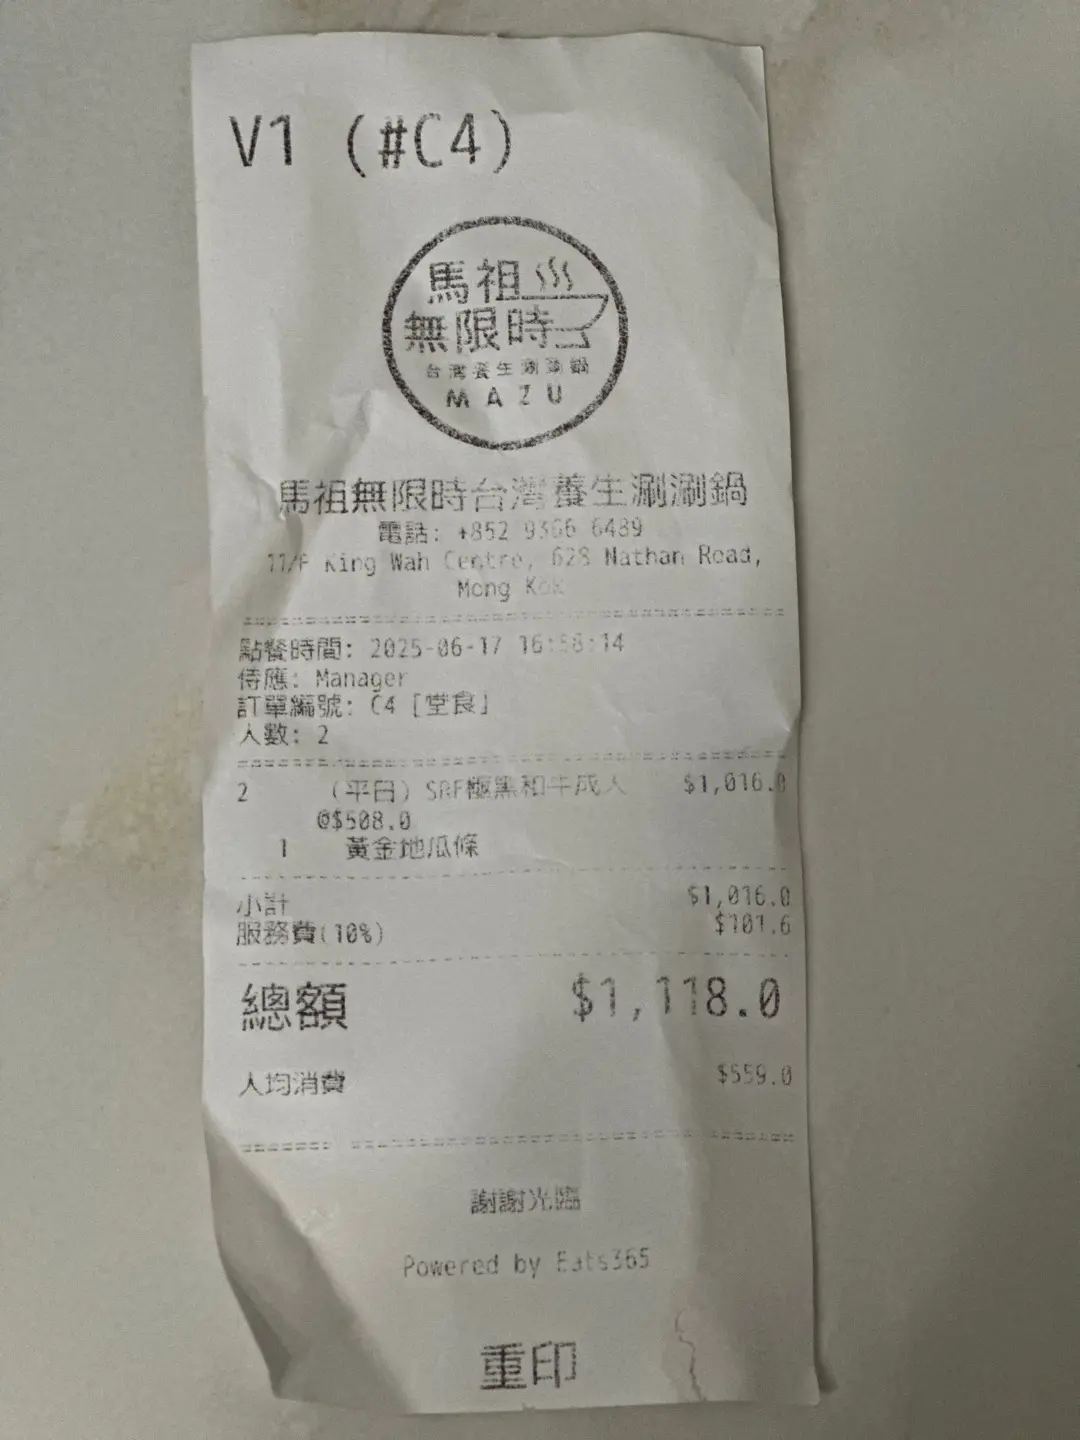 V1 (#C4)
馬祖
無限時
台灣養生涮涮鍋
MAZU
馬祖無限時台灣養生涮涮鍋
電話: +852 9366 6489
11/F King Wah Centre, 628 Nathan Road,
Mong Kok
點餐時間: 2025-06-17 16:58:14
侍應: Manager
訂單編號: C4 [堂食]
人數: 2
2 (平日) SRF極黑和牛成人 $1,016.0
@$508.0
1 黃金地瓜條
小計 $1,016.0
服務費(10%) $101.6
總額 $1,118.0
人均消費 $559.0
謝謝光臨
Powered by Eats365
重印